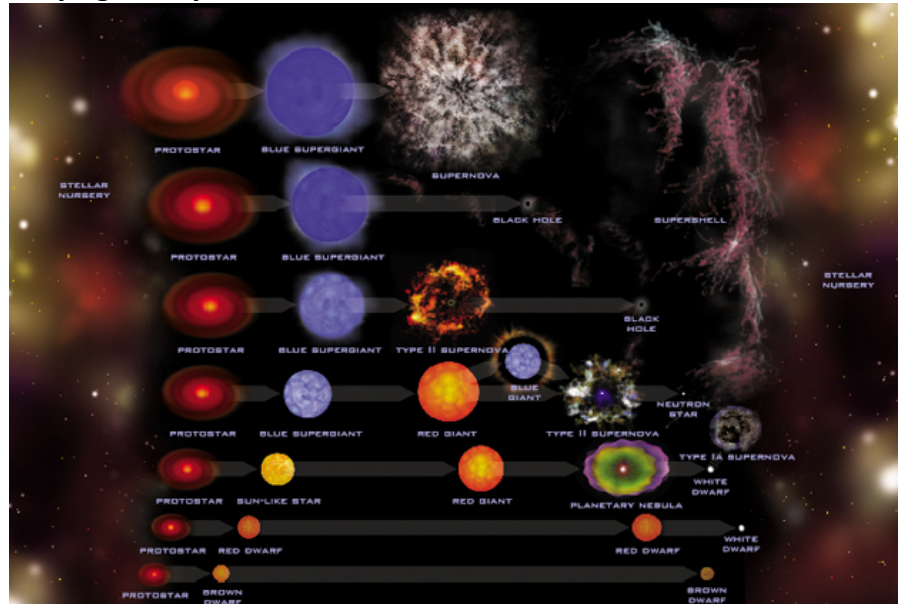 PROTOSTAR
BLUE SUPERGIANT
SUPERNOVA
STELLAR
NURSERY
BLACK HOLE
SUPERSHELL
PROTOSTAR
BLUE SUPERGIANT
STELLAR
NURSERY
BLACK
HOLE
PROTOSTAR
BLUE SUPERGIANT
TYPE II SUPERNOVA
BLUE
GIANT
NEUTRON
STAR
PROTOSTAR
BLUE SUPERGIANT
RED GIANT
TYPE II SUPERNOVA
TYPE IA SUPERNOVA
WHITE
DWARF
PROTOSTAR
SUN-LIKE STAR
RED GIANT
PLANETARY NEBULA
WHITE
DWARF
PROTOSTAR
RED DWARF
RED DWARF
BROWN
DWARF
BROWN
DWARF
PROTOSTAR